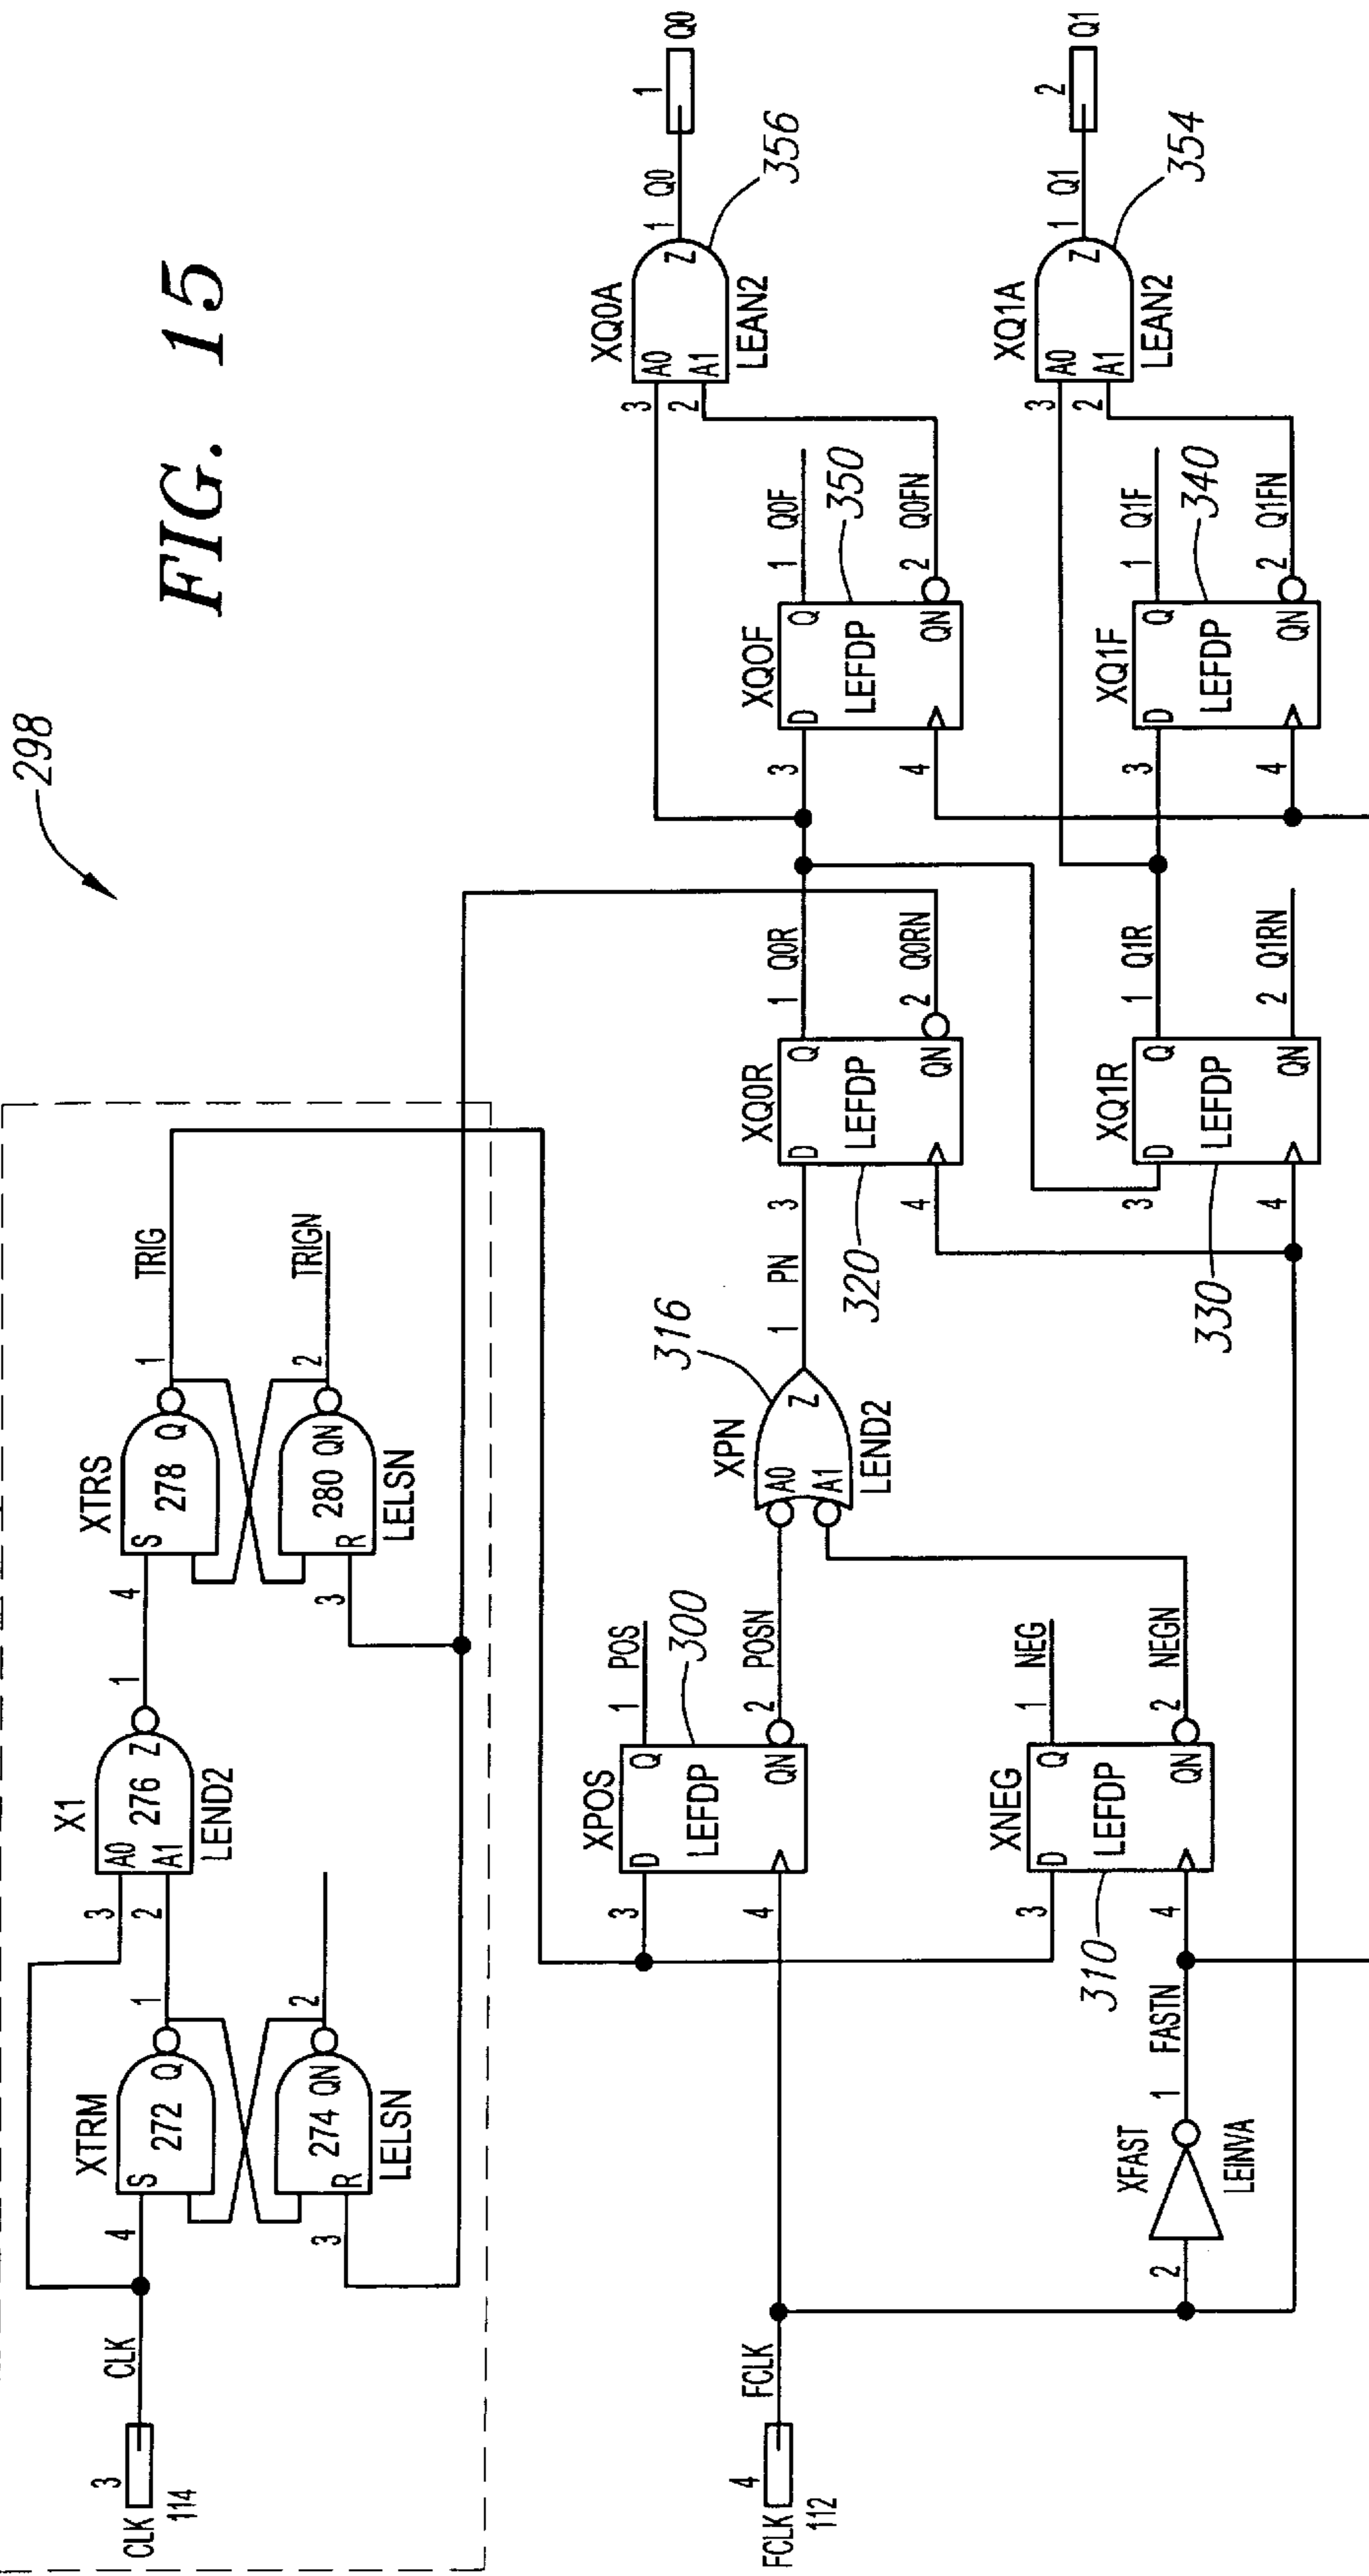 FIG. 15
298
CLK
114
3
CLK
4
3
XTRM
S
272
Q
R
274
QN
LELSN
1
2
3
2
X1
A0
A1
276
Z
LEND2
1
4
3
XTRS
S
278
Q
R
280
QN
LELSN
1
TRIG
2
TRIGN
FCLK
112
4
FCLK
2
XFAST
LEINVA
1
FASTN
3
4
XPOS
D
Q
LEFDP
QN
1
POS
300
2
POSN
3
4
310
XNEG
D
Q
LEFDP
QN
1
NEG
2
NEGN
XPN
A0
A1
Z
LEND2
316
1
PN
3
4
320
XQ0R
D
Q
LEFDP
QN
1
Q0R
2
Q0RN
3
4
330
XQ1R
D
Q
LEFDP
QN
1
Q1R
2
Q1RN
3
4
XQ0F
D
Q
LEFDP
QN
1
Q0F
350
2
Q0FN
3
4
XQ1F
D
Q
LEFDP
QN
1
Q1F
340
2
Q1FN
3
2
XQ0A
A0
A1
Z
LEAN2
356
1
Q0
1
Q0
3
2
XQ1A
A0
A1
Z
LEAN2
354
1
Q1
2
Q1